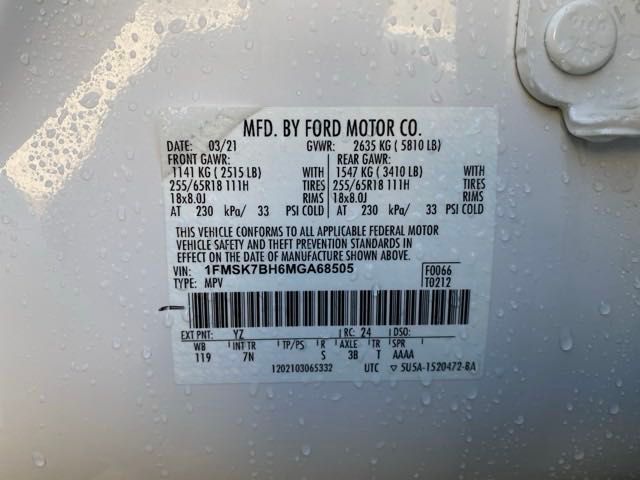 MFD. BY FORD MOTOR CO.
DATE: 03/21 GVWR: 2635 KG ( 5810 LB)
FRONT GAWR: REAR GAWR:
1141 KG ( 2515 LB) WITH 1547 KG ( 3410 LB) WITH
255/65R18 111H TIRES 255/65R18 111H TIRES
18x8.0J RIMS 18x8.0J RIMS
AT 230 kPa/ 33 PSI COLD AT 230 kPa/ 33 PSI COLD
THIS VEHICLE CONFORMS TO ALL APPLICABLE FEDERAL MOTOR
VEHICLE SAFETY AND THEFT PREVENTION STANDARDS IN
EFFECT ON THE DATE OF MANUFACTURE SHOWN ABOVE.
VIN: 1FMSK7BH6MGA68505 F0066
TYPE: MPV T0212
EXT PNT: YZ RC: 24 DSO:
WB INT TR TP/PS R AXLE TR SPR
119 7N S 3B T AAAA
1202103065332 UTC ▽ 5U5A-1520472-BA